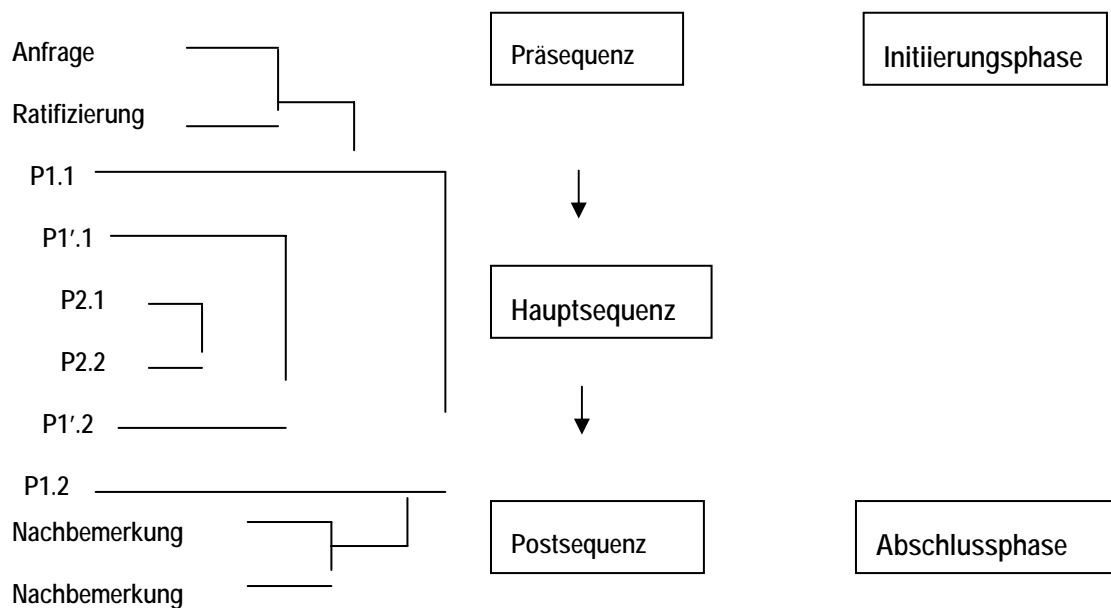 Anfrage
Präsequenz
Initiierungsphase
Ratifizierung
P1.1
P1'.1
P2.1
Hauptsequenz
P2.2
P1'.2
P1.2
Nachbemerkung
Postsequenz
Abschlussphase
Nachbemerkung